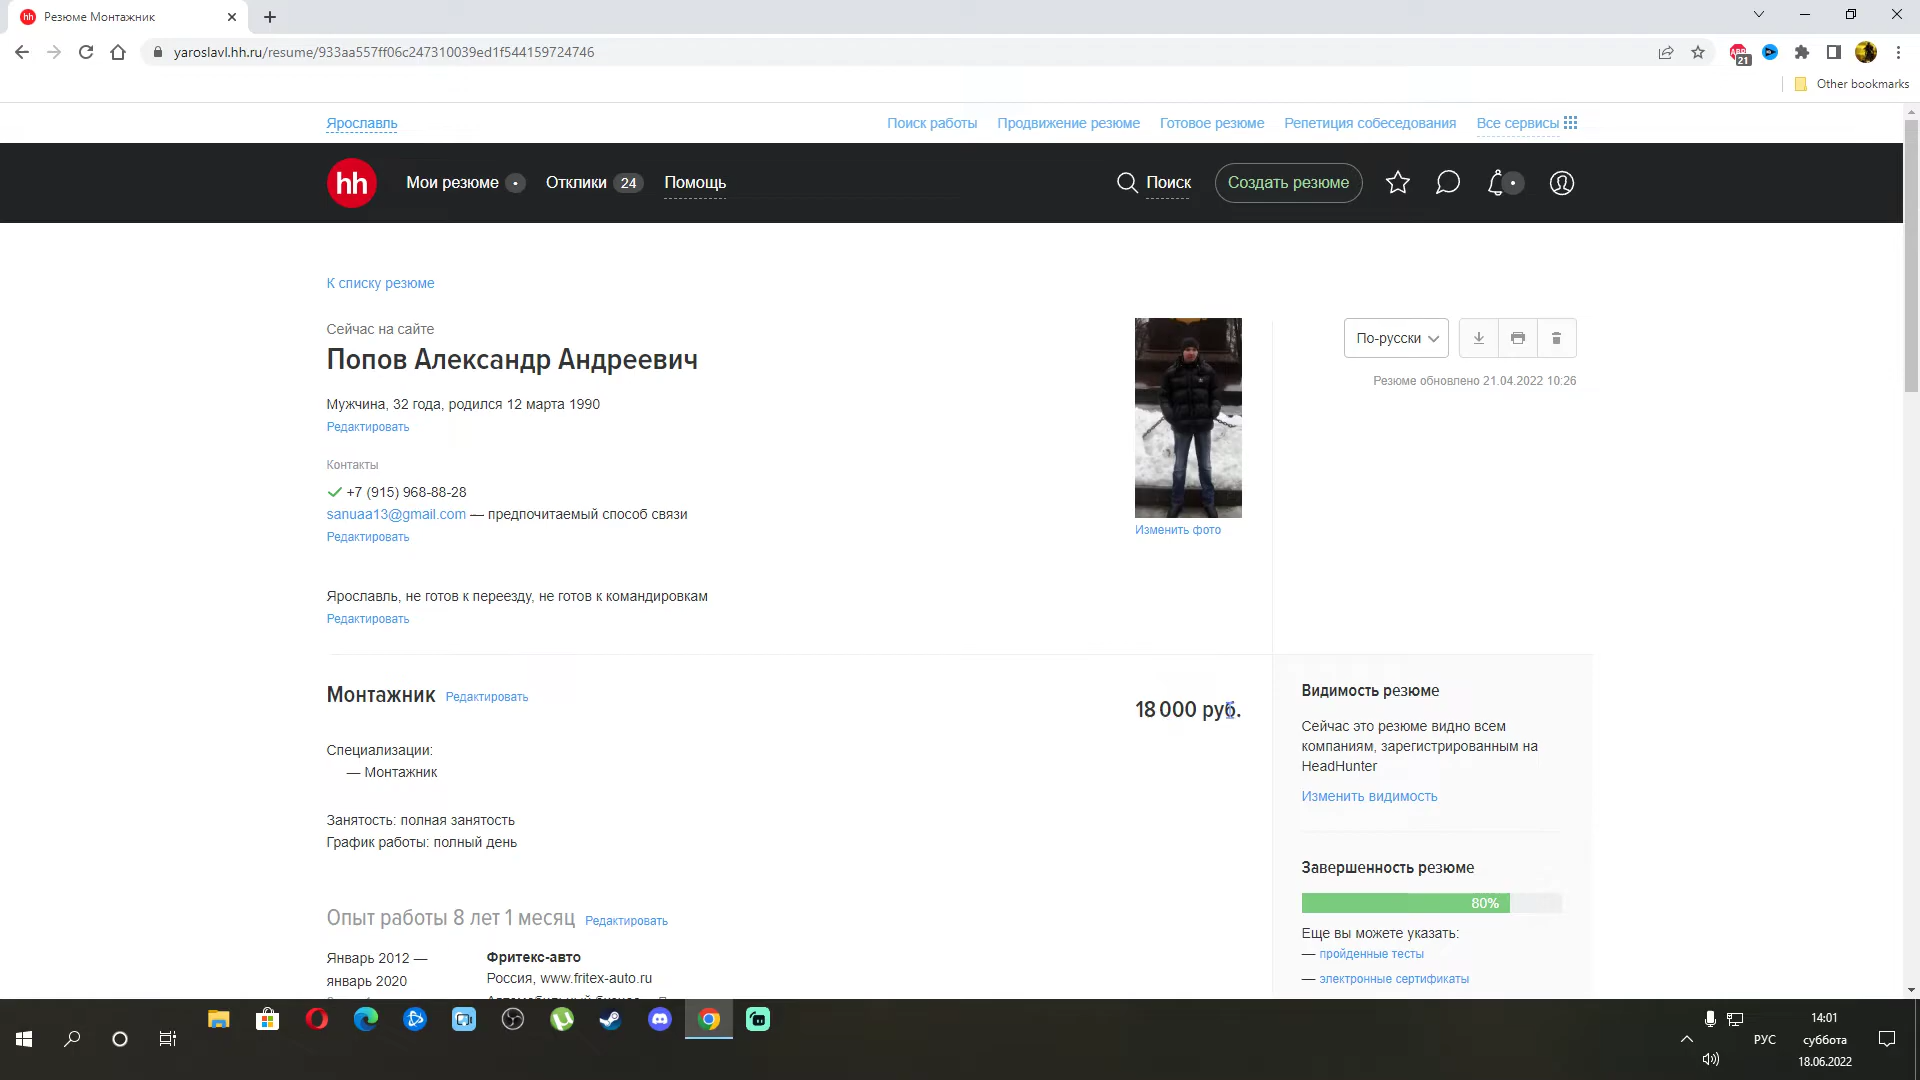 hh Резюме Монтажник
yaroslavl.hh.ru/resume/933aa557ff06c247310039ed1f544159724746
ABP
21
Other bookmarks
Ярославль
Поиск работы
Продвижение резюме
Готовое резюме
Репетиция собеседования
Все сервисы
hh
Мои резюме
Отклики 24
Помощь
Поиск
Создать резюме
К списку резюме
Сейчас на сайте
Попов Александр Андреевич
По-русски
Резюме обновлено 21.04.2022 10:26
Мужчина, 32 года, родился 12 марта 1990
Редактировать
Контакты
+7 (915) 968-88-28
sanuaa13@gmail.com — предпочитаемый способ связи
Редактировать
Изменить фото
Ярославль, не готов к переезду, не готов к командировкам
Редактировать
Монтажник Редактировать
18 000 руб.
Специализации:
— Монтажник
Занятость: полная занятость
График работы: полный день
Опыт работы 8 лет 1 месяц Редактировать
Январь 2012 —
январь 2020
Фритекс-авто
Россия, www.fritex-auto.ru
Видимость резюме
Сейчас это резюме видно всем
компаниям, зарегистрированным на
HeadHunter
Изменить видимость
Завершенность резюме
80%
Еще вы можете указать:
— пройденные тесты
— электронные сертификаты
РУС
14:01
суббота
18.06.2022